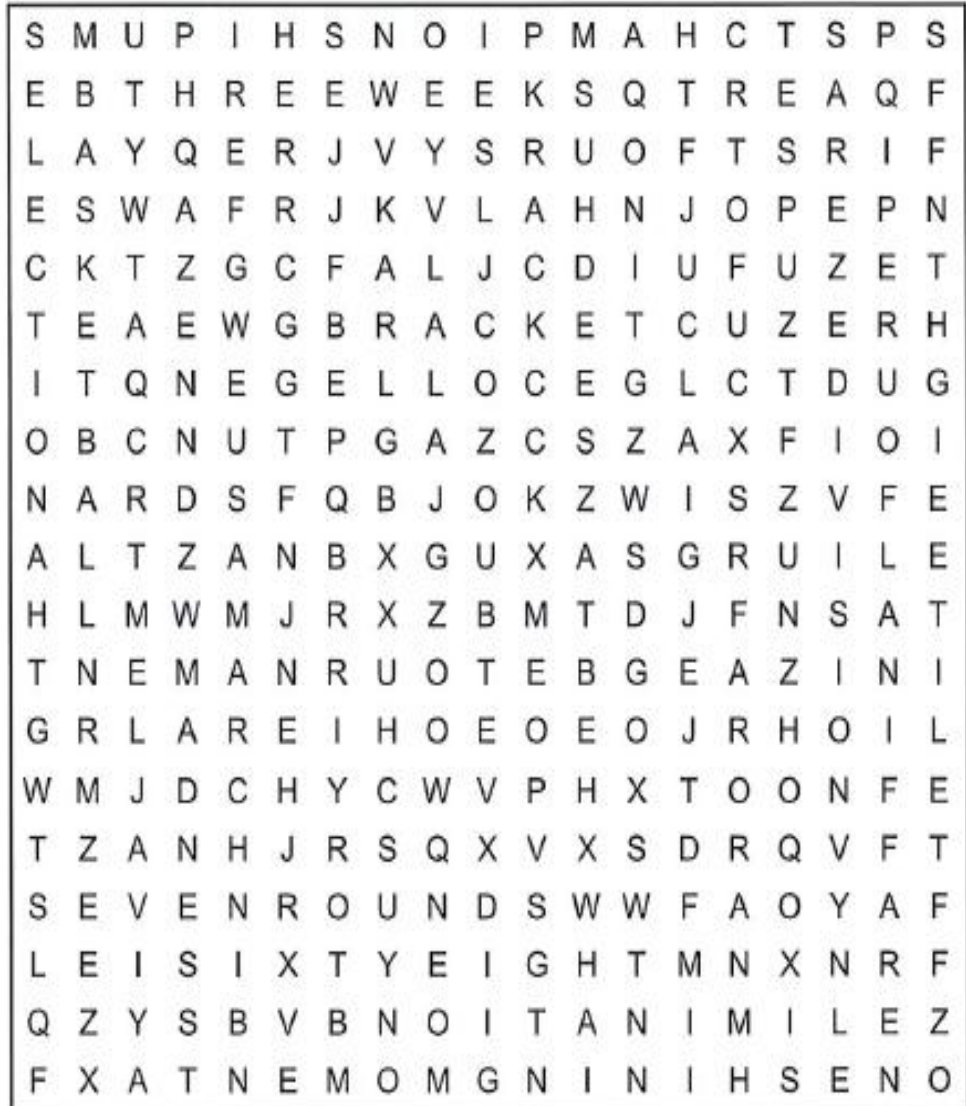 S M U P I H S N O I P M A H C T S P S
E B T H R E E W E E K S Q T R E A Q F
L A Y Q E R J V Y S R U O F T S R I F
E S W A F R J K V L A H N J O P E P N
C K T Z G C F A L J C D I U F U Z E T
T E A E W G B R A C K E T C U Z E R H
I T Q N E G E L L O C E G L C T D U G
O B C N U T P G A Z C S Z A X F I O I
N A R D S F Q B J O K Z W I S Z V F E
A L T Z A N B X G U X A S G R U I L E
H L M W M J R X Z B M T D J F N S A T
T N E M A N R U O T E B G E A Z I N I
G R L A R E I H O E O E O J R H O I L
W M J D C H Y C W V P H X T O O N F E
T Z A N H J R S Q X V X S D R Q V F T
S E V E N R O U N D S W W F A O Y A F
L E I S I X T Y E I G H T M N X N R F
Q Z Y S B V B N O I T A N I M I L E Z
F X A T N E M O M G N I N I H S E N O